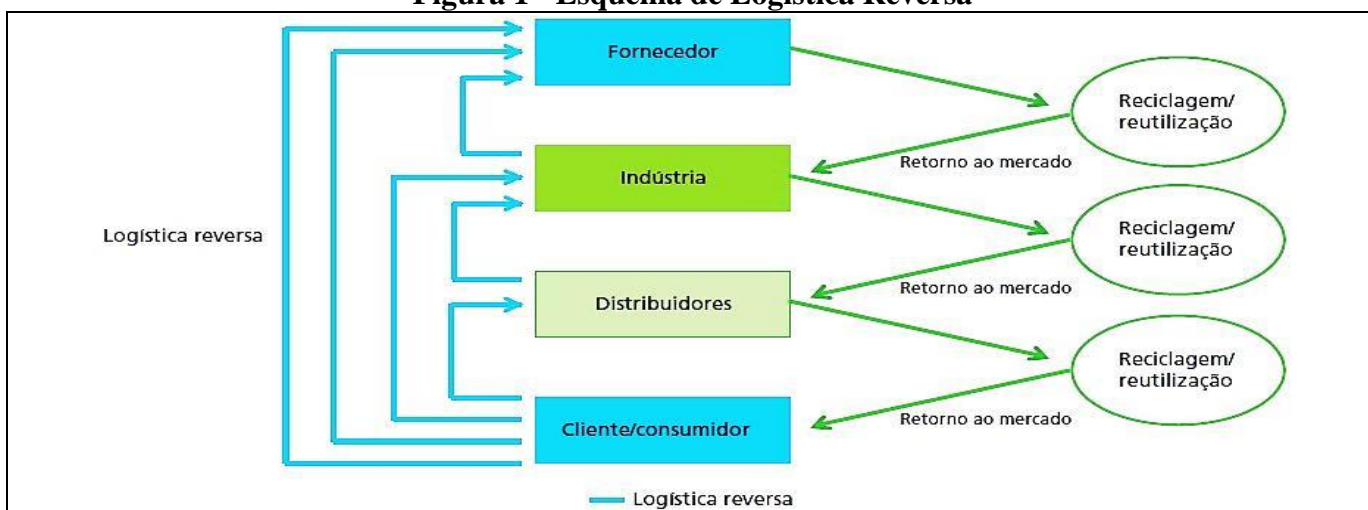 Figura 1 - Esquema de Logística Reversa
Fornecedor
Reciclagem/
reutilização
Retorno ao mercado
Indústria
Reciclagem/
reutilização
Logística reversa
Retorno ao mercado
Distribuidores
Reciclagem/
reutilização
Retorno ao mercado
Cliente/consumidor
Logística reversa